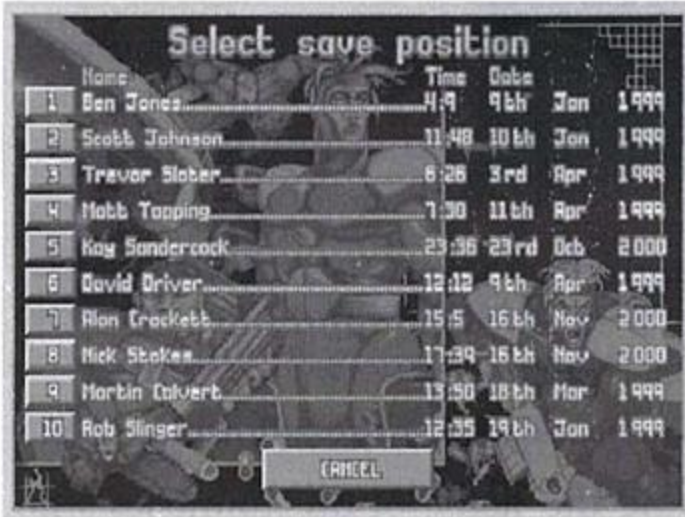 Select save position
Name Time Date
1 Ben Jones 4:9 9th Jan 1999
2 Scott Johnson 11:48 10th Jan 1999
3 Trevor Slater 6:26 3rd Apr 1999
4 Matt Tapping 7:30 11th Apr 1999
5 Kay Sandercock 23:36 23rd Oct 2000
6 David Driver 12:12 9th Apr 1999
7 Alan Crockett 15:5 16th Nov 2000
8 Nick Stokes 17:39 16th Nov 2000
9 Martin Calvert 13:50 18th Mar 1999
10 Rob Slinger 12:35 19th Jan 1999
CANCEL